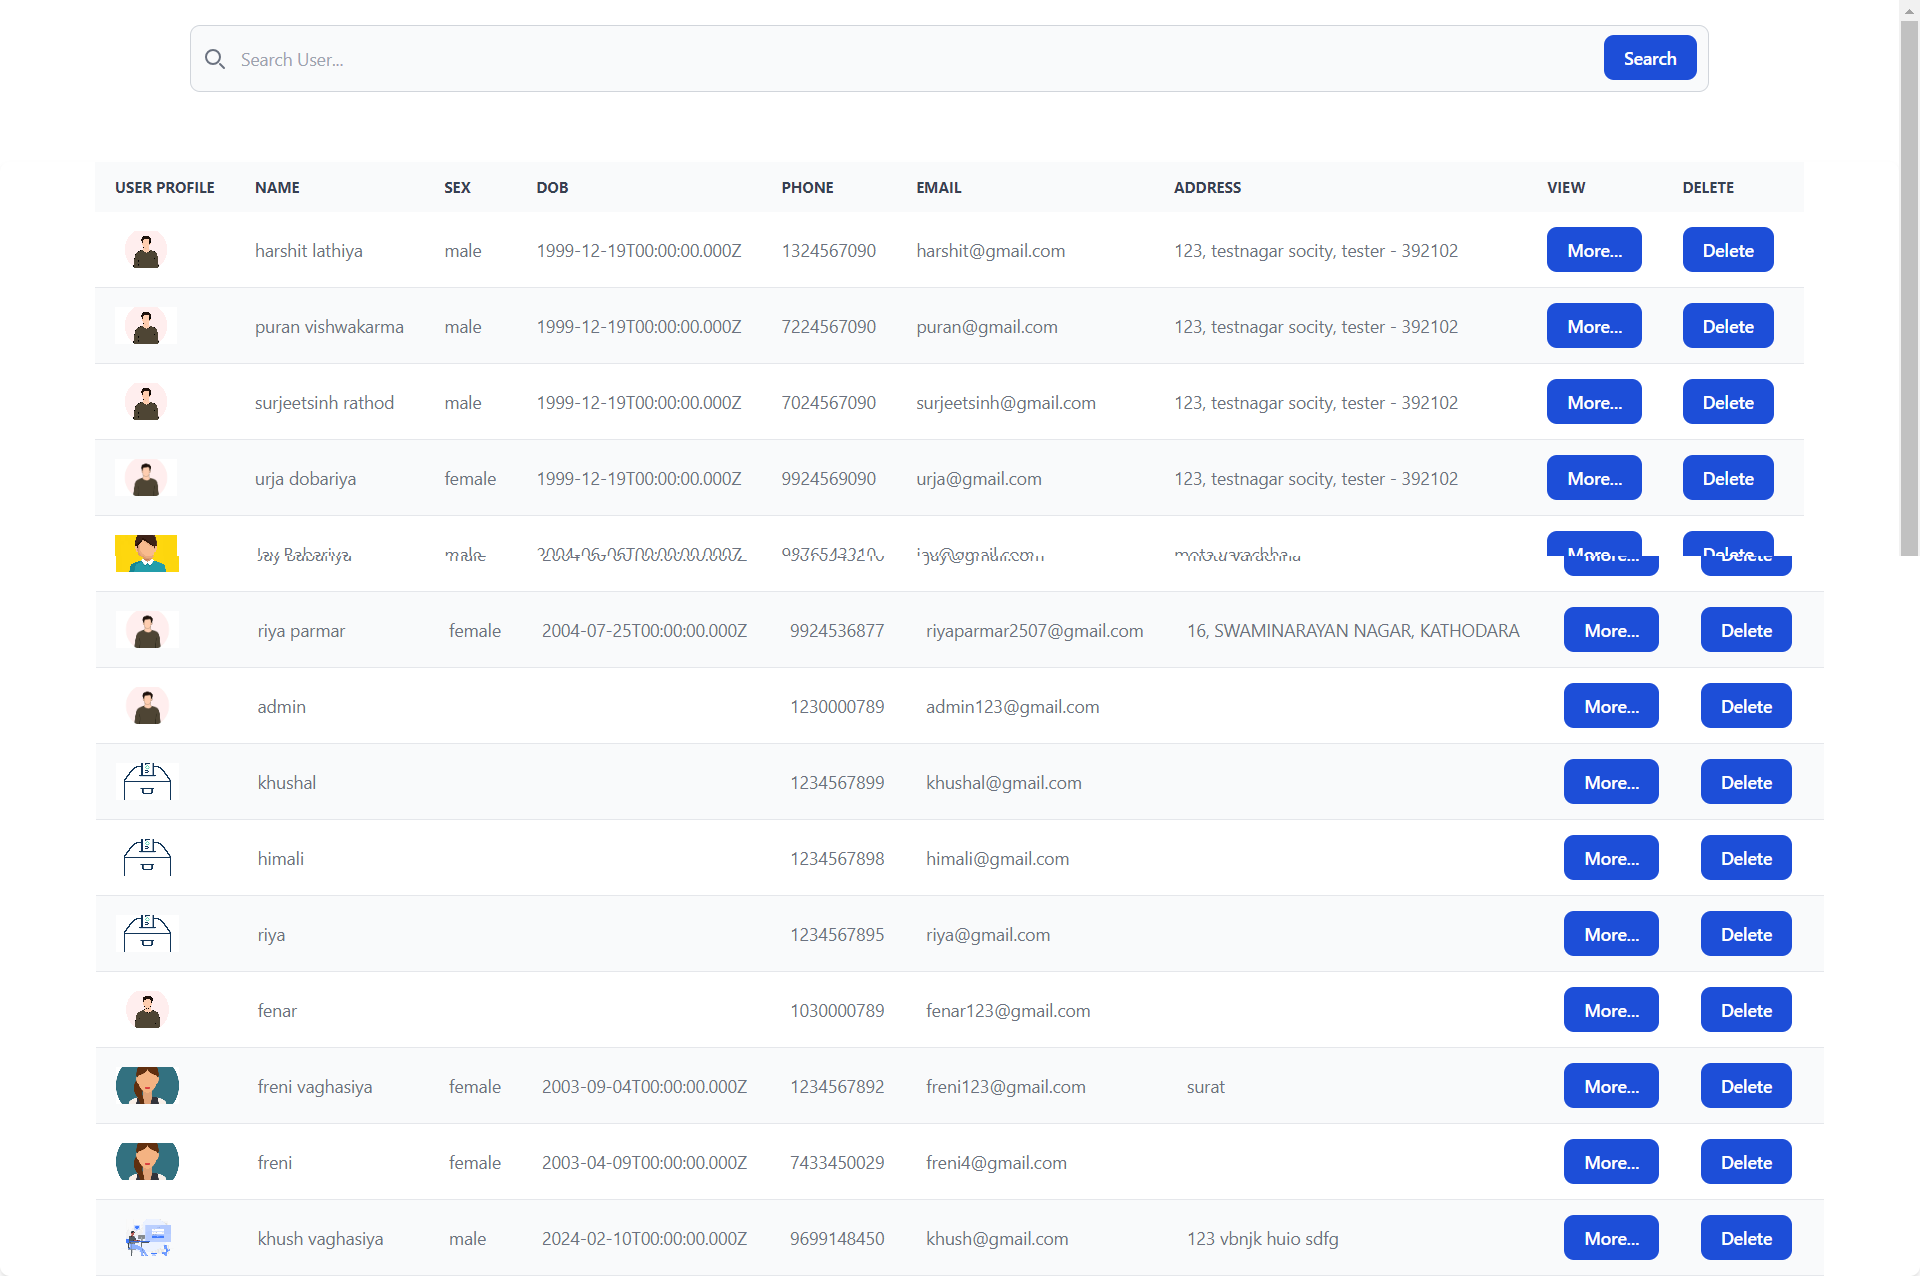 Search User...
Search
USER PROFILE NAME SEX DOB PHONE EMAIL ADDRESS VIEW DELETE
harshit lathiya male 1999-12-19T00:00:00.000Z 1324567090 harshit@gmail.com 123, testnagar socity, tester - 392102 More... Delete
puran vishwakarma male 1999-12-19T00:00:00.000Z 7224567090 puran@gmail.com 123, testnagar socity, tester - 392102 More... Delete
surjeetsinh rathod male 1999-12-19T00:00:00.000Z 7024567090 surjeetsinh@gmail.com 123, testnagar socity, tester - 392102 More... Delete
urja dobariya female 1999-12-19T00:00:00.000Z 9924569090 urja@gmail.com 123, testnagar socity, tester - 392102 More... Delete
male More... Delete
riya parmar female 2004-07-25T00:00:00.000Z 9924536877 riyaparmar2507@gmail.com 16, SWAMINARAYAN NAGAR, KATHODARA More... Delete
admin 1230000789 admin123@gmail.com More... Delete
khushal 1234567899 khushal@gmail.com More... Delete
himali 1234567898 himali@gmail.com More... Delete
riya 1234567895 riya@gmail.com More... Delete
fenar 1030000789 fenar123@gmail.com More... Delete
freni vaghasiya female 2003-09-04T00:00:00.000Z 1234567892 freni123@gmail.com surat More... Delete
freni female 2003-04-09T00:00:00.000Z 7433450029 freni4@gmail.com More... Delete
khush vaghasiya male 2024-02-10T00:00:00.000Z 9699148450 khush@gmail.com 123 vbnjk huio sdfg More... Delete